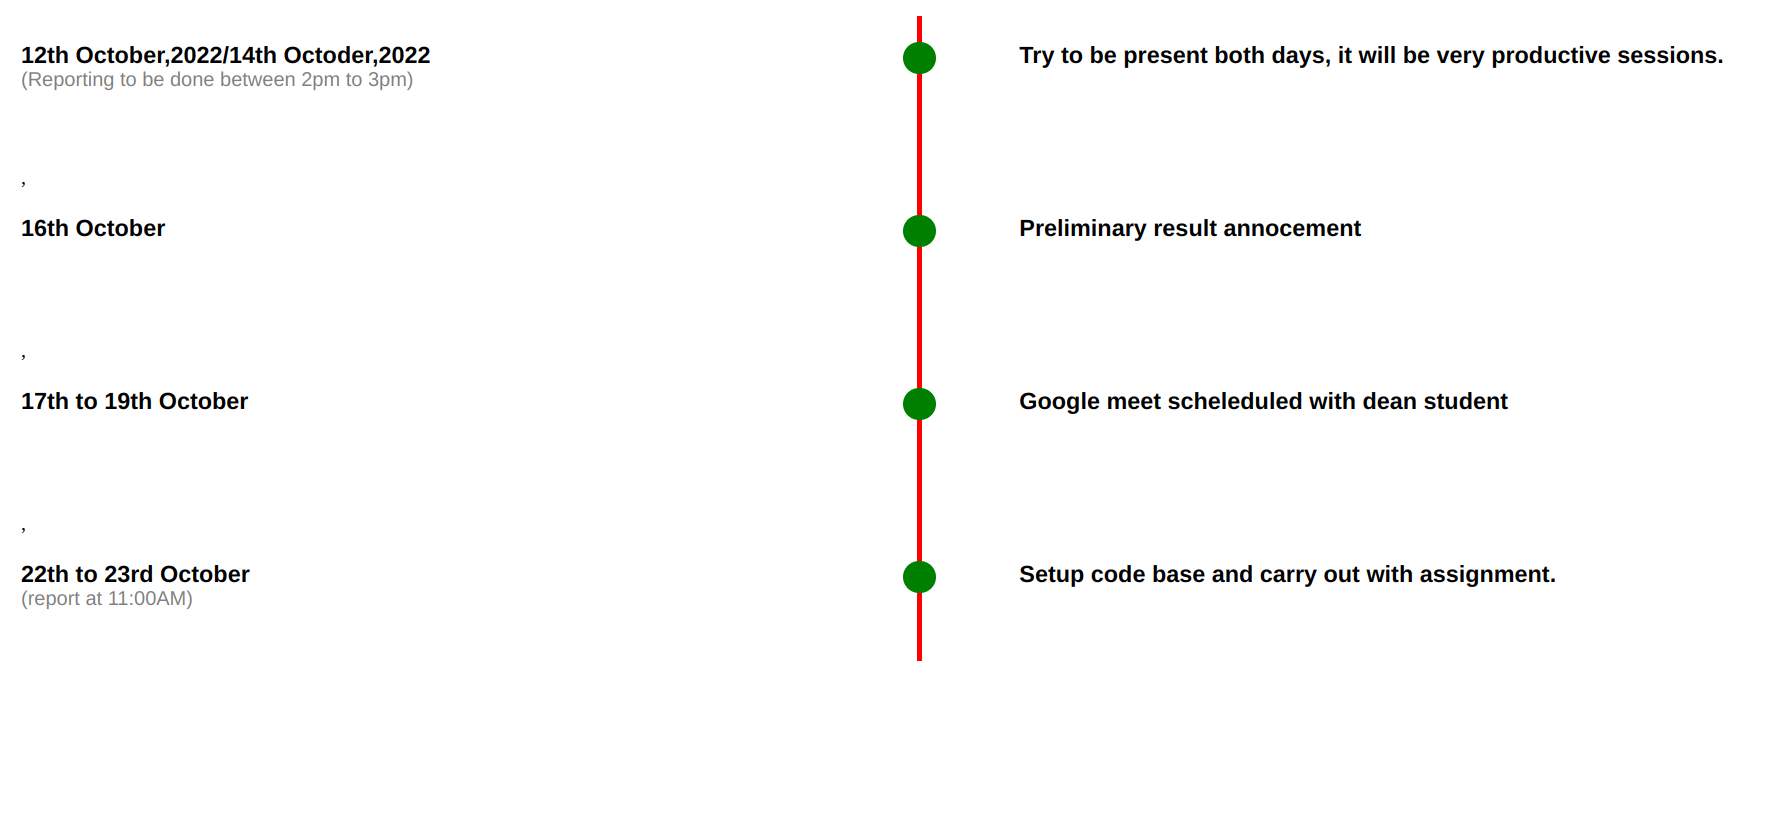 12th October,2022/14th Octoder,2022
(Reporting to be done between 2pm to 3pm)
Try to be present both days, it will be very productive sessions.
,
16th October
Preliminary result annocement
,
17th to 19th October
Google meet scheleduled with dean student
,
22th to 23rd October
(report at 11:00AM)
Setup code base and carry out with assignment.